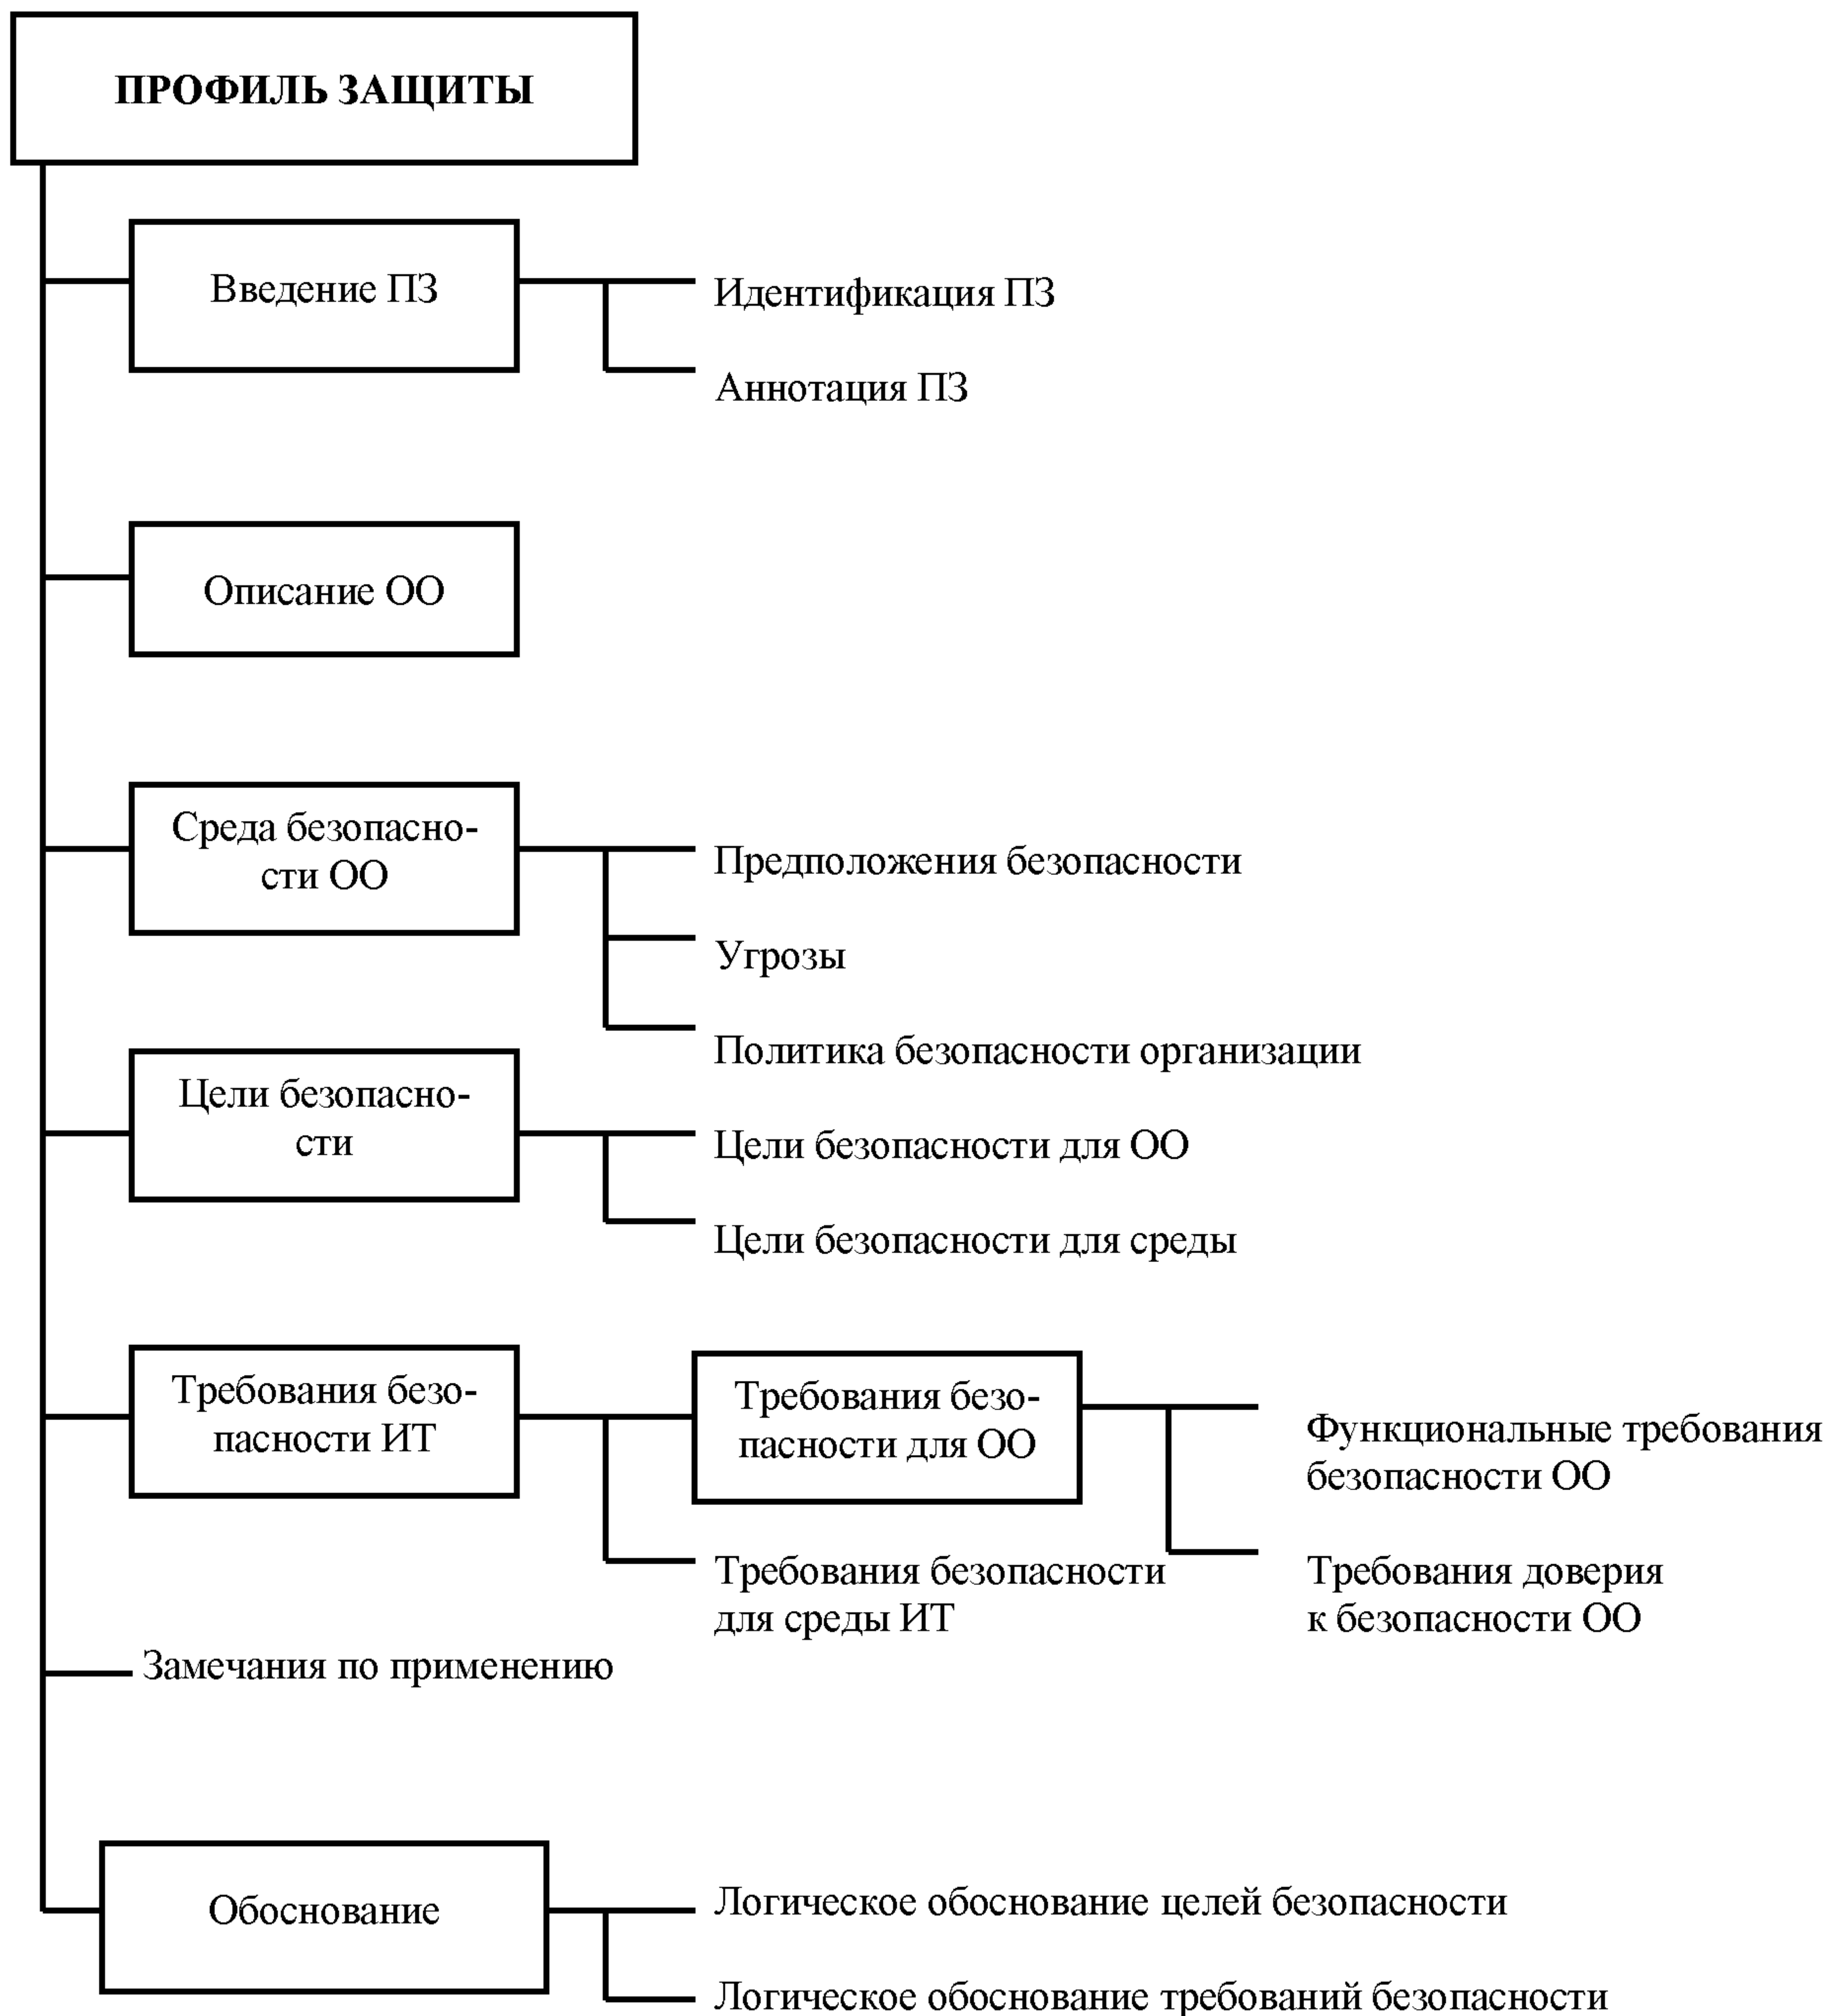 ПРОФИЛЬ ЗАЩИТЫ
Введение ПЗ
Идентификация ПЗ
Аннотация ПЗ
Описание ОО
Среда безопасно-
сти ОО
Предположения безопасности
Угрозы
Политика безопасности организации
Цели безопасно-
сти
Цели безопасности для ОО
Цели безопасности для среды
Требования безо-
пасности ИТ
Требования безо-
пасности для ОО
Функциональные требования
безопасности ОО
Требования безопасности
для среды ИТ
Требования доверия
к безопасности ОО
Замечания по применению
Обоснование
Логическое обоснование целей безопасности
Логическое обоснование требований безопасности